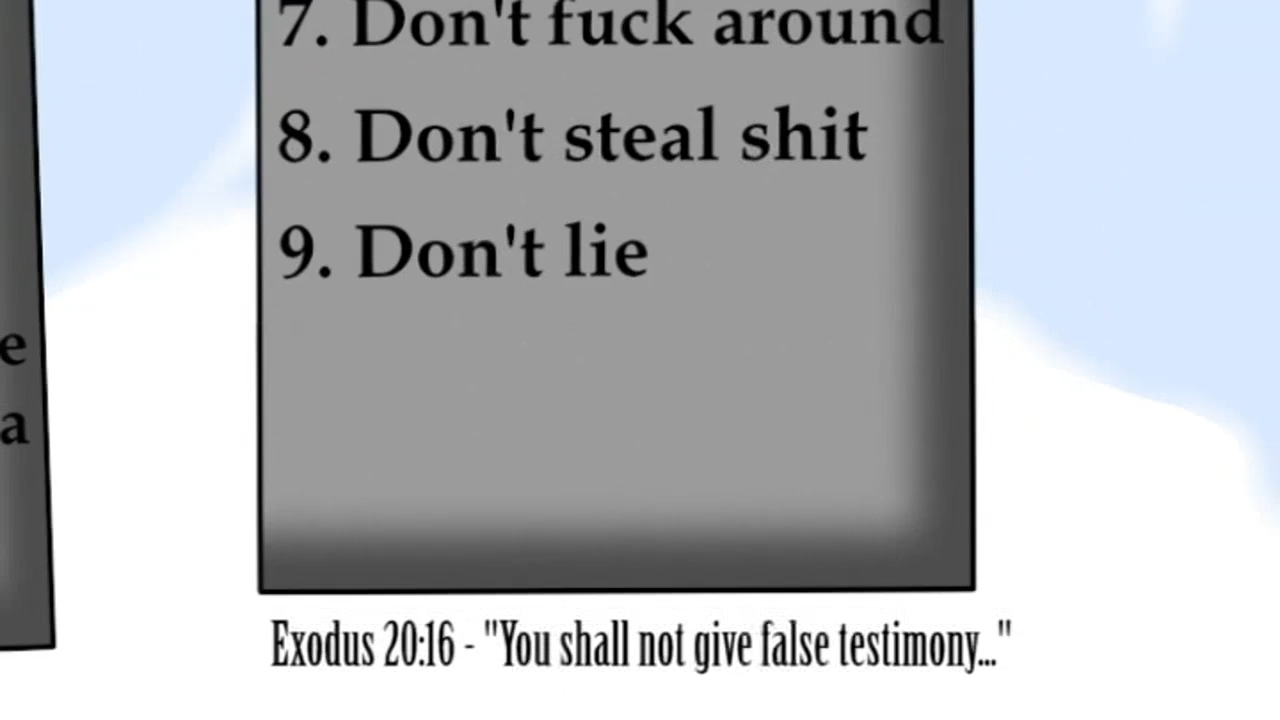 7. Don't fuck around
8. Don't steal shit
9. Don't lie
e
a
Exodus 20:16 - "You shall not give false testimony..."